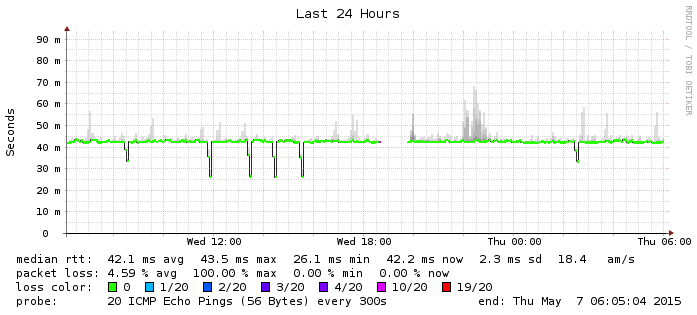 Last 24 Hours
RRDTOOL / TOBI OETIKER
Seconds
90 m
80 m
70 m
60 m
50 m
40 m
30 m
20 m
10 m
0
Wed 12:00 Wed 18:00 Thu 00:00 Thu 06:00
median rtt: 42.1 ms avg 43.5 ms max 26.1 ms min 42.2 ms now 2.3 ms sd 18.4 am/s
packet loss: 4.59 % avg 100.00 % max 0.00 % min 0.00 % now
loss color: 0 1/20 2/20 3/20 4/20 10/20 19/20
probe: 20 ICMP Echo Pings (56 Bytes) every 300s end: Thu May 7 06:05:04 2015